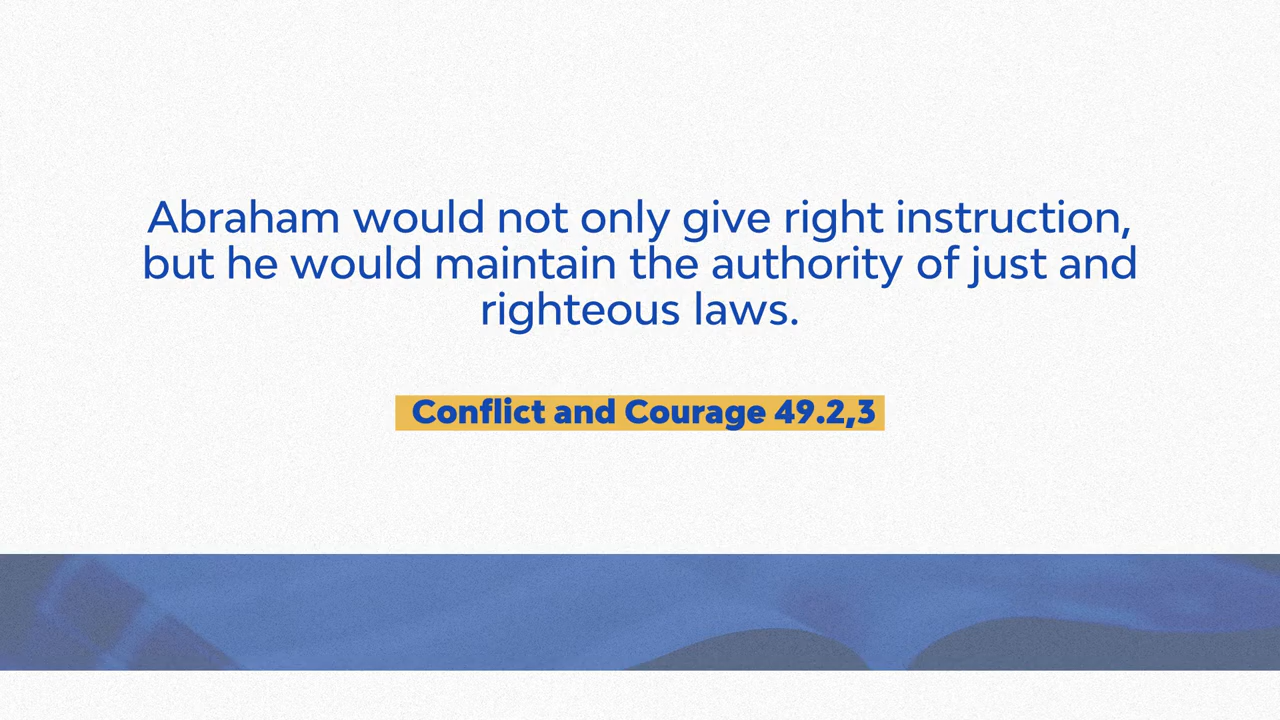 Abraham would not only give right instruction,
but he would maintain the authority of just and
righteous laws.
Conflict and Courage 49.2,3